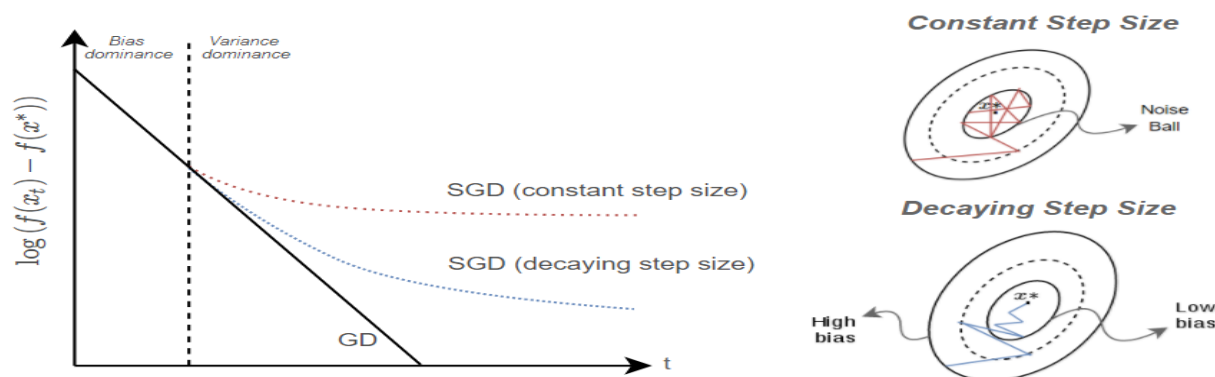 Bias
dominance
Variance
dominance
log (f(x_t) − f(x*))
SGD (constant step size)
SGD (decaying step size)
GD
t
Constant Step Size
x*
Noise
Ball
Decaying Step Size
x*
High
bias
Low
bias